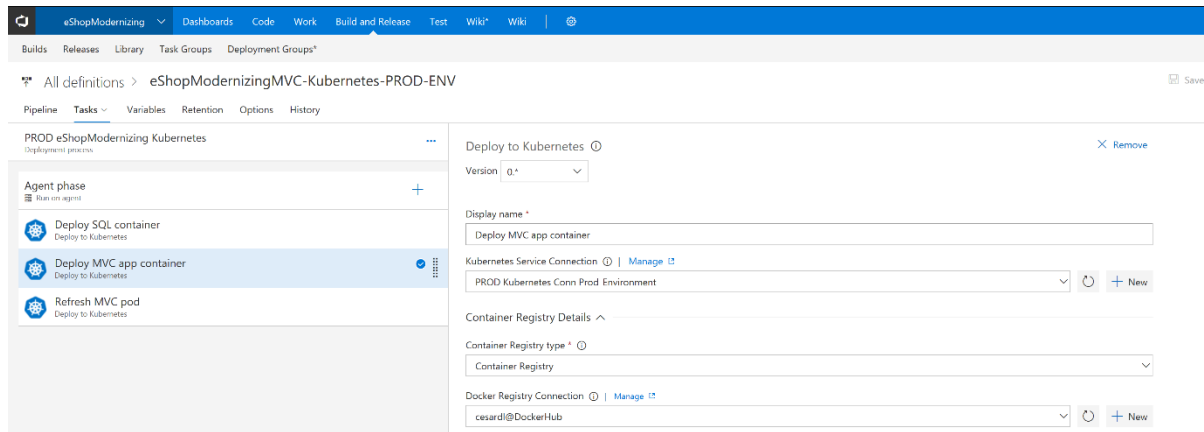 eShopModernizing Dashboards Code Work Build and Release Test Wiki* Wiki
Builds Releases Library Task Groups Deployment Groups*
All definitions > eShopModernizingMVC-Kubernetes-PROD-ENV
Save
Pipeline Tasks Variables Retention Options History
PROD eShopModernizing Kubernetes ...
Deployment process
Agent phase +
Run on agent
Deploy SQL container
Deploy to Kubernetes
Deploy MVC app container
Deploy to Kubernetes
Refresh MVC pod
Deploy to Kubernetes
Deploy to Kubernetes
Remove
Version 0.*
Display name *
Deploy MVC app container
Kubernetes Service Connection | Manage
PROD Kubernetes Conn Prod Environment
+ New
Container Registry Details
Container Registry type *
Container Registry
Docker Registry Connection | Manage
cesardl@DockerHub
+ New